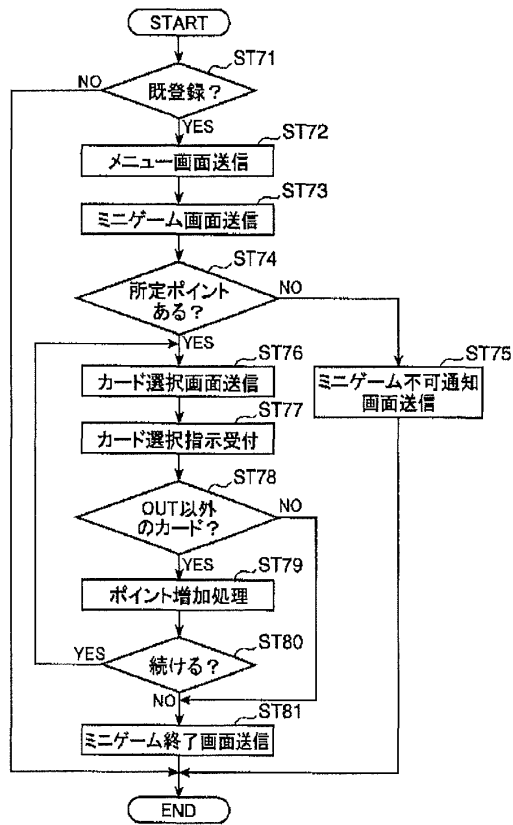 START
ST71
既登録？
NO
YES
ST72
メニュー画面送信
ST73
ミニゲーム画面送信
ST74
所定ポイント
ある？
NO
YES
ST76
カード選択画面送信
ST75
ミニゲーム不可通知
画面送信
ST77
カード選択指示受付
ST78
OUT以外
のカード？
NO
YES
ST79
ポイント増加処理
ST80
続ける？
YES
NO
ST81
ミニゲーム終了画面送信
END